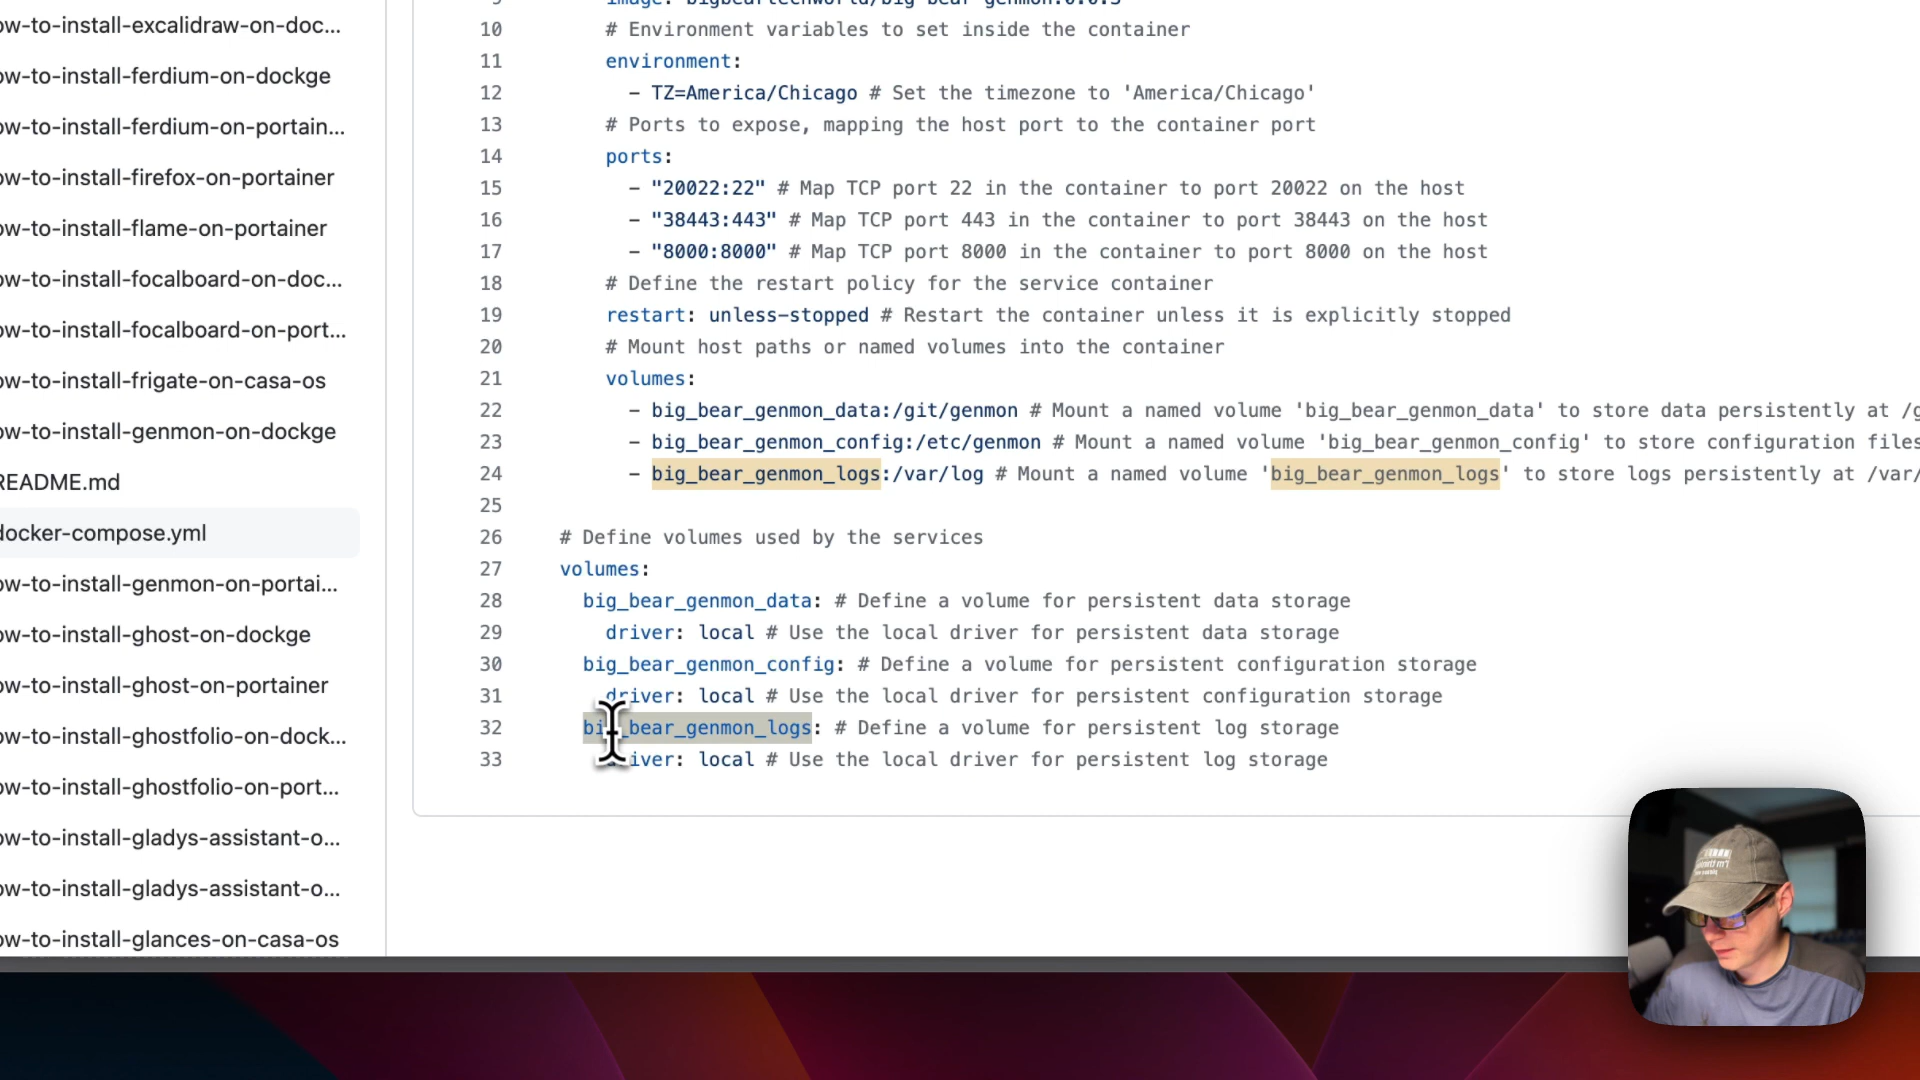 ow-to-install-excalidraw-on-doc...
ow-to-install-ferdium-on-dockge
ow-to-install-ferdium-on-portain...
ow-to-install-firefox-on-portainer
ow-to-install-flame-on-portainer
ow-to-install-focalboard-on-doc...
ow-to-install-focalboard-on-port...
ow-to-install-frigate-on-casa-os
ow-to-install-genmon-on-dockge
README.md
docker-compose.yml
ow-to-install-genmon-on-portai...
ow-to-install-ghost-on-dockge
ow-to-install-ghost-on-portainer
ow-to-install-ghostfolio-on-dock...
ow-to-install-ghostfolio-on-port...
ow-to-install-gladys-assistant-o...
ow-to-install-gladys-assistant-o...
ow-to-install-glances-on-casa-os
10 # Environment variables to set inside the container
11 environment:
12 - TZ=America/Chicago # Set the timezone to 'America/Chicago'
13 # Ports to expose, mapping the host port to the container port
14 ports:
15 - "20022:22" # Map TCP port 22 in the container to port 20022 on the host
16 - "38443:443" # Map TCP port 443 in the container to port 38443 on the host
17 - "8000:8000" # Map TCP port 8000 in the container to port 8000 on the host
18 # Define the restart policy for the service container
19 restart: unless-stopped # Restart the container unless it is explicitly stopped
20 # Mount host paths or named volumes into the container
21 volumes:
22 - big_bear_genmon_data:/git/genmon # Mount a named volume 'big_bear_genmon_data' to store data persistently at /g
23 - big_bear_genmon_config:/etc/genmon # Mount a named volume 'big_bear_genmon_config' to store configuration files
24 - big_bear_genmon_logs:/var/log # Mount a named volume 'big_bear_genmon_logs' to store logs persistently at /var/
25
26 # Define volumes used by the services
27 volumes:
28 big_bear_genmon_data: # Define a volume for persistent data storage
29 driver: local # Use the local driver for persistent data storage
30 big_bear_genmon_config: # Define a volume for persistent configuration storage
31 driver: local # Use the local driver for persistent configuration storage
32 big_bear_genmon_logs: # Define a volume for persistent log storage
33 driver: local # Use the local driver for persistent log storage